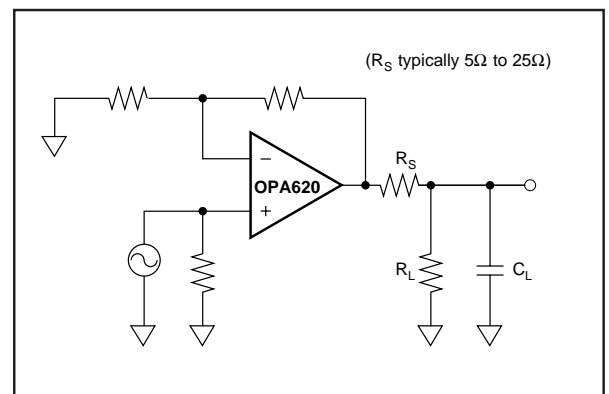 (R_S typically 5Ω to 25Ω)
−
OPA620
+
R_S
R_L
C_L